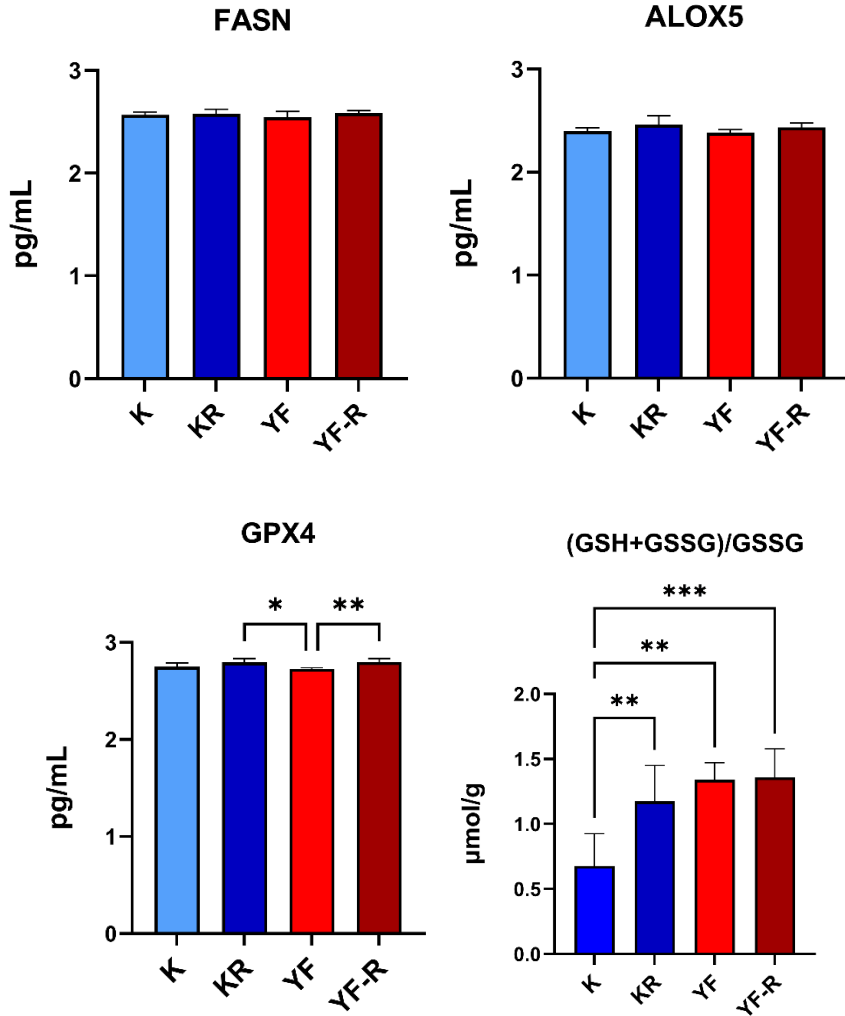 FASN
3
2
1
0
pg/mL
K
KR
YF
YF-R
ALOX5
3
2
1
0
pg/mL
K
KR
YF
YF-R
GPX4
* **
3
2
1
0
pg/mL
K
KR
YF
YF-R
(GSH+GSSG)/GSSG
***
**
**
2.0
1.5
1.0
0.5
0.0
µmol/g
K
KR
YF
YF-R